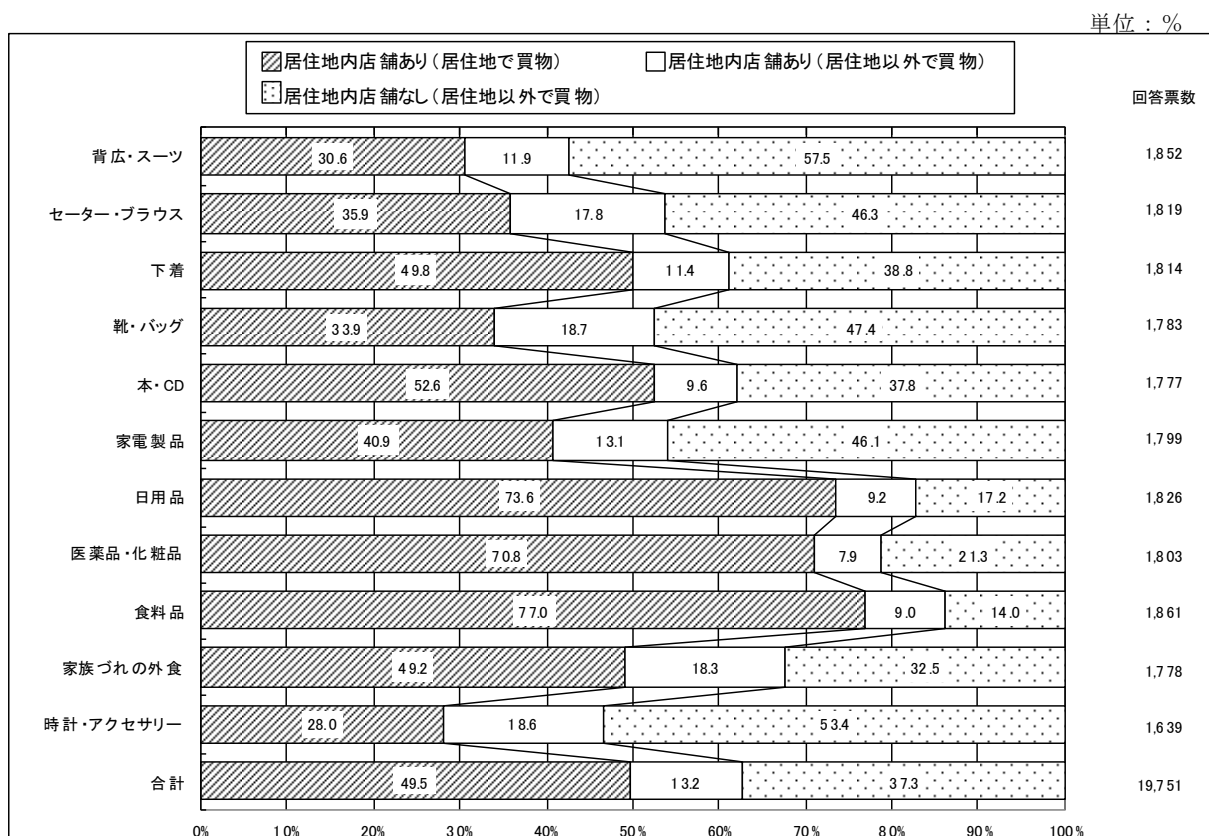 単位：％
居住地内店舗あり（居住地で買物）　居住地内店舗あり（居住地以外で買物）
居住地内店舗なし（居住地以外で買物）
回答票数
背広・スーツ 30.6 11.9 57.5 1,852
セーター・ブラウス 35.9 17.8 46.3 1,819
下着 49.8 11.4 38.8 1,814
靴・バッグ 33.9 18.7 47.4 1,783
本・CD 52.6 9.6 37.8 1,777
家電製品 40.9 13.1 46.1 1,799
日用品 73.6 9.2 17.2 1,826
医薬品・化粧品 70.8 7.9 21.3 1,803
食料品 77.0 9.0 14.0 1,861
家族づれの外食 49.2 18.3 32.5 1,778
時計・アクセサリー 28.0 18.6 53.4 1,639
合計 49.5 13.2 37.3 19,751
0% 10% 20% 30% 40% 50% 60% 70% 80% 90% 100%